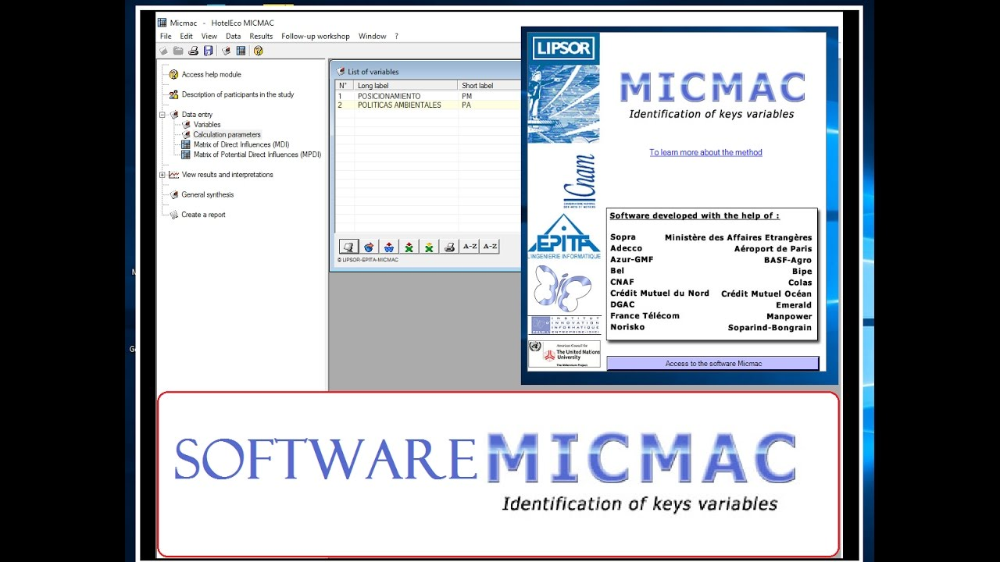 Micmac - HotelEco MICMAC
File Edit View Data Results Follow-up workshop Window ?
Access help module
Description of participants in the study
Data entry
Variables
Calculation parameters
Matrix of Direct Influences (MDI)
Matrix of Potential Direct Influences (MPDI)
View results and interpretations
General synthesis
Create a report
List of variables
N° Long label Short label
1 POSICIONAMIENTO PM
2 POLITICAS AMBIENTALES PA
A-Z A-Z
© LIPSOR-EPITA-MICMAC
LIPSOR
Cnam
EPITA
L'INGENIERIE INFORMATIQUE
INSTITUT
INNOVATION
INFORMATIQUE
American Council for
The United Nations
University
The Millennium Project
MICMAC
Identification of keys variables
To learn more about the method
Software developed with the help of :
Sopra Ministère des Affaires Etrangères
Adecco Aéroport de Paris
Azur-GMF BASF-Agro
Bel Bipe
CNAF Colas
Crédit Mutuel du Nord Crédit Mutuel Océan
DGAC Emerald
France Télécom Manpower
Norisko Soparind-Bongrain
Access to the software Micmac
SOFTWARE MICMAC
Identification of keys variables